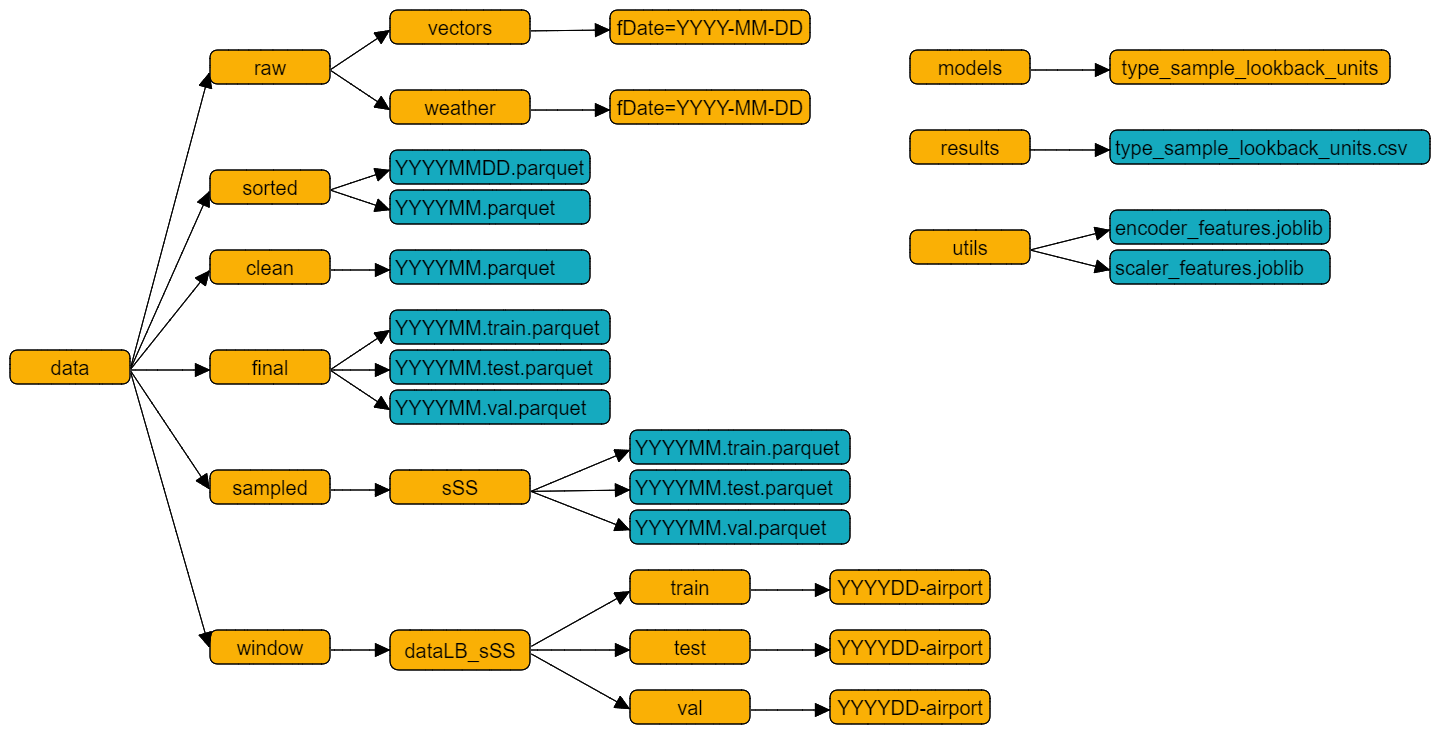 vectors
fDate=YYYY-MM-DD
raw
models
type_sample_lookback_units
weather
fDate=YYYY-MM-DD
results
type_sample_lookback_units.csv
YYYYMMDD.parquet
sorted
YYYYMM.parquet
encoder_features.joblib
utils
scaler_features.joblib
clean
YYYYMM.parquet
YYYYMM.train.parquet
data
final
YYYYMM.test.parquet
YYYYMM.val.parquet
YYYYMM.train.parquet
sampled
sSS
YYYYMM.test.parquet
YYYYMM.val.parquet
train
YYYYDD-airport
window
dataLB_sSS
test
YYYYDD-airport
val
YYYYDD-airport